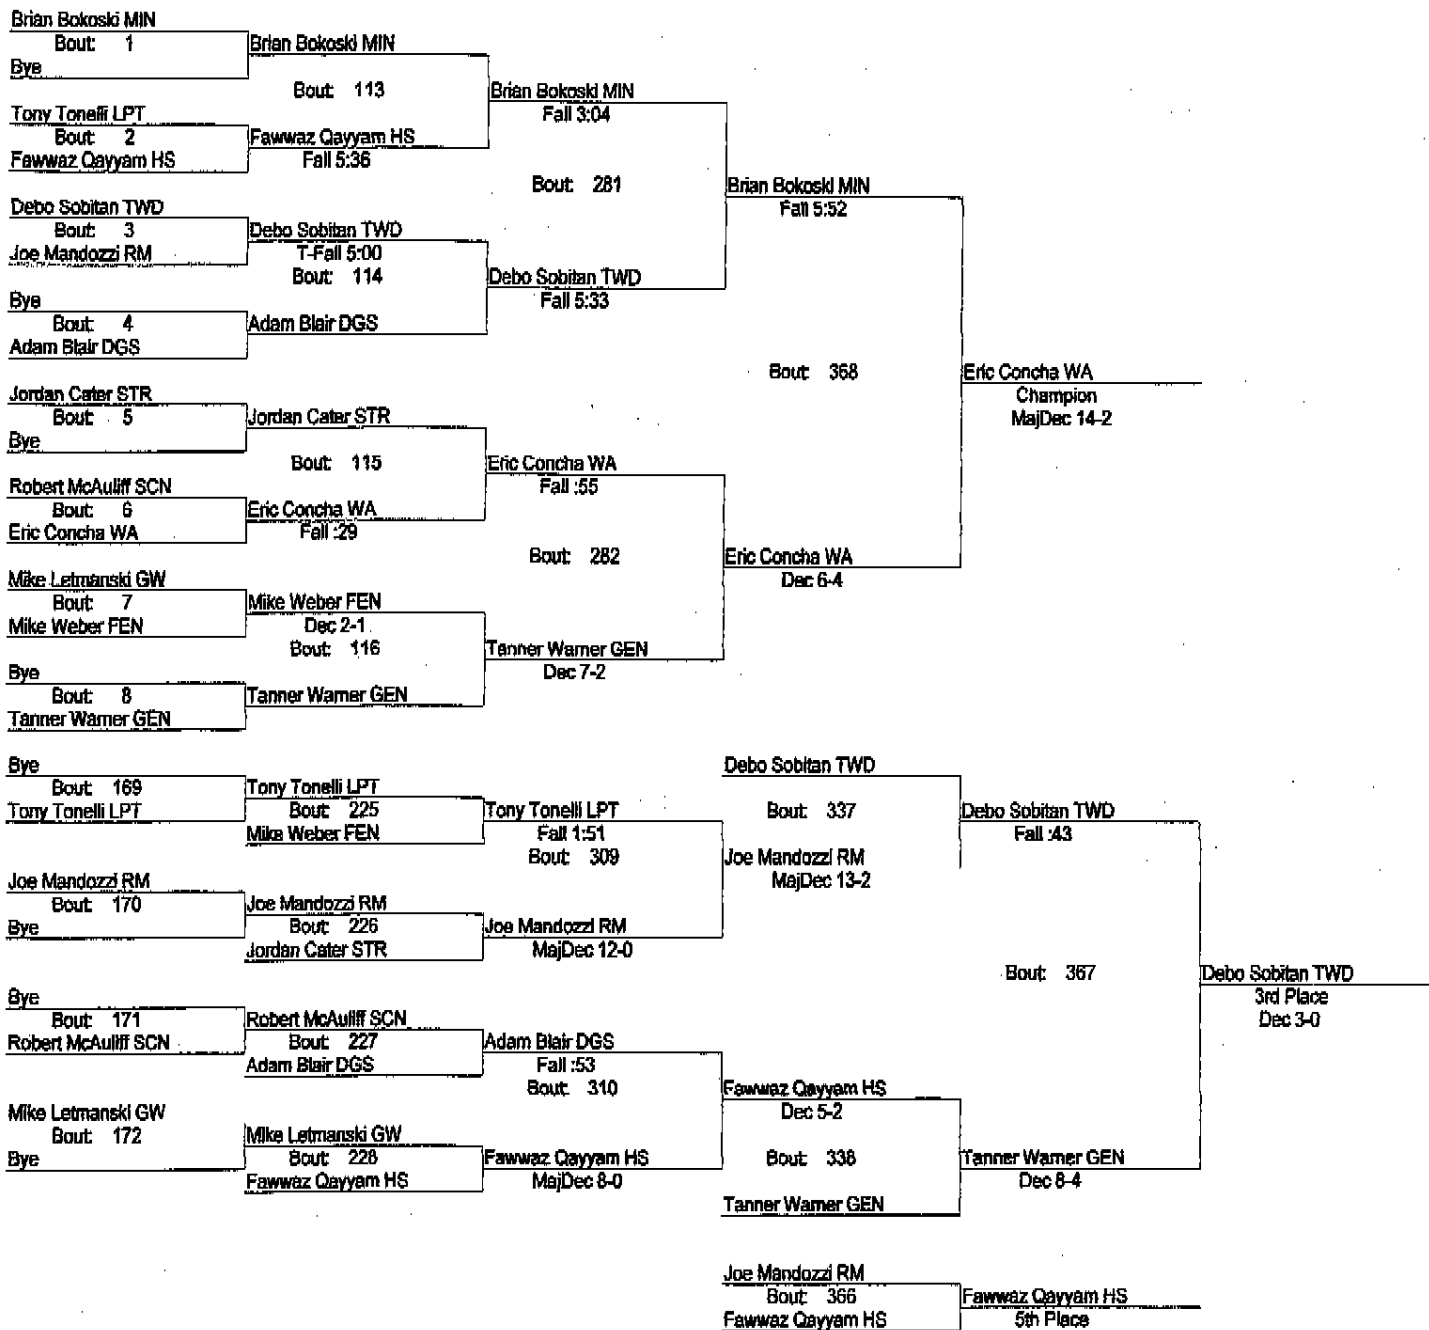 Brian Bokoski MIN
Bout: 1
Bye
Brian Bokoski MIN
Bout: 113
Tony Tonelli LPT
Bout: 2
Fawwaz Qayyam HS
Fawwaz Qayyam HS
Fall 5:36
Brian Bokoski MIN
Fall 3:04
Bout: 281
Debo Sobitan TWD
Bout: 3
Joe Mandozzi RM
Debo Sobitan TWD
T-Fall 5:00
Bout: 114
Bye
Bout: 4
Adam Blair DGS
Adam Blair DGS
Debo Sobitan TWD
Fall 5:33
Brian Bokoski MIN
Fall 5:52
Bout: 368
Jordan Cater STR
Bout: 5
Bye
Jordan Cater STR
Bout: 115
Robert McAuliff SCN
Bout: 6
Eric Concha WA
Eric Concha WA
Fall :29
Eric Concha WA
Fall :55
Bout: 282
Mike Letmanski GW
Bout: 7
Mike Weber FEN
Mike Weber FEN
Dec 2-1
Bout: 116
Bye
Bout: 8
Tanner Warner GEN
Tanner Warner GEN
Tanner Warner GEN
Dec 7-2
Eric Concha WA
Dec 6-4
Eric Concha WA
Champion
MajDec 14-2
Bye
Bout: 169
Tony Tonelli LPT
Tony Tonelli LPT
Bout: 225
Mike Weber FEN
Tony Tonelli LPT
Fall 1:51
Bout: 309
Joe Mandozzi RM
Bout: 170
Bye
Joe Mandozzi RM
Bout: 226
Jordan Cater STR
Joe Mandozzi RM
MajDec 12-0
Debo Sobitan TWD
Bout: 337
Joe Mandozzi RM
MajDec 13-2
Debo Sobitan TWD
Fall :43
Bout: 367
Bye
Bout: 171
Robert McAuliff SCN
Robert McAuliff SCN
Bout: 227
Adam Blair DGS
Adam Blair DGS
Fall :53
Bout: 310
Mike Letmanski GW
Bout: 172
Bye
Mike Letmanski GW
Bout: 228
Fawwaz Qayyam HS
Fawwaz Qayyam HS
MajDec 8-0
Fawwaz Qayyam HS
Dec 5-2
Bout: 338
Tanner Warner GEN
Tanner Warner GEN
Dec 8-4
Debo Sobitan TWD
3rd Place
Dec 3-0
Joe Mandozzi RM
Bout: 366
Fawwaz Qayyam HS
Fawwaz Qayyam HS
5th Place